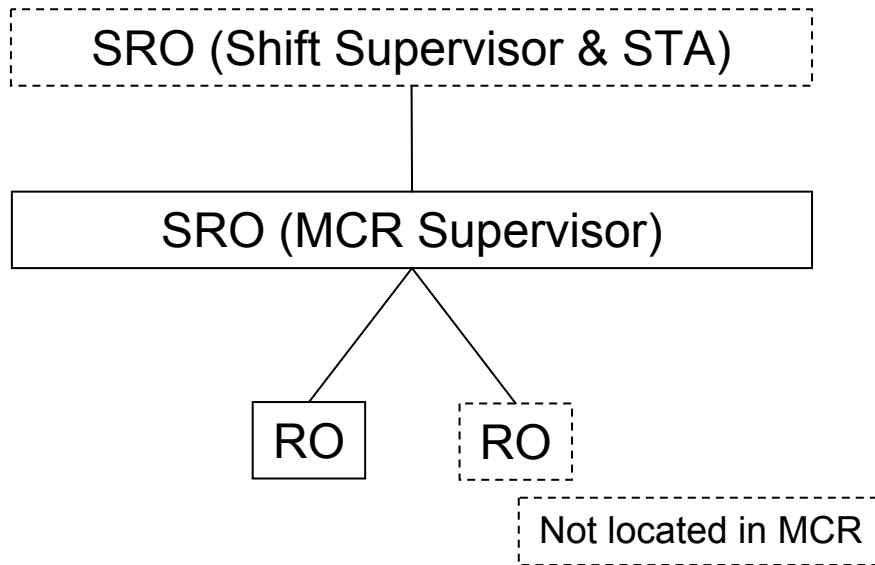 SRO (Shift Supervisor & STA)
SRO (MCR Supervisor)
RO
RO
Not located in MCR